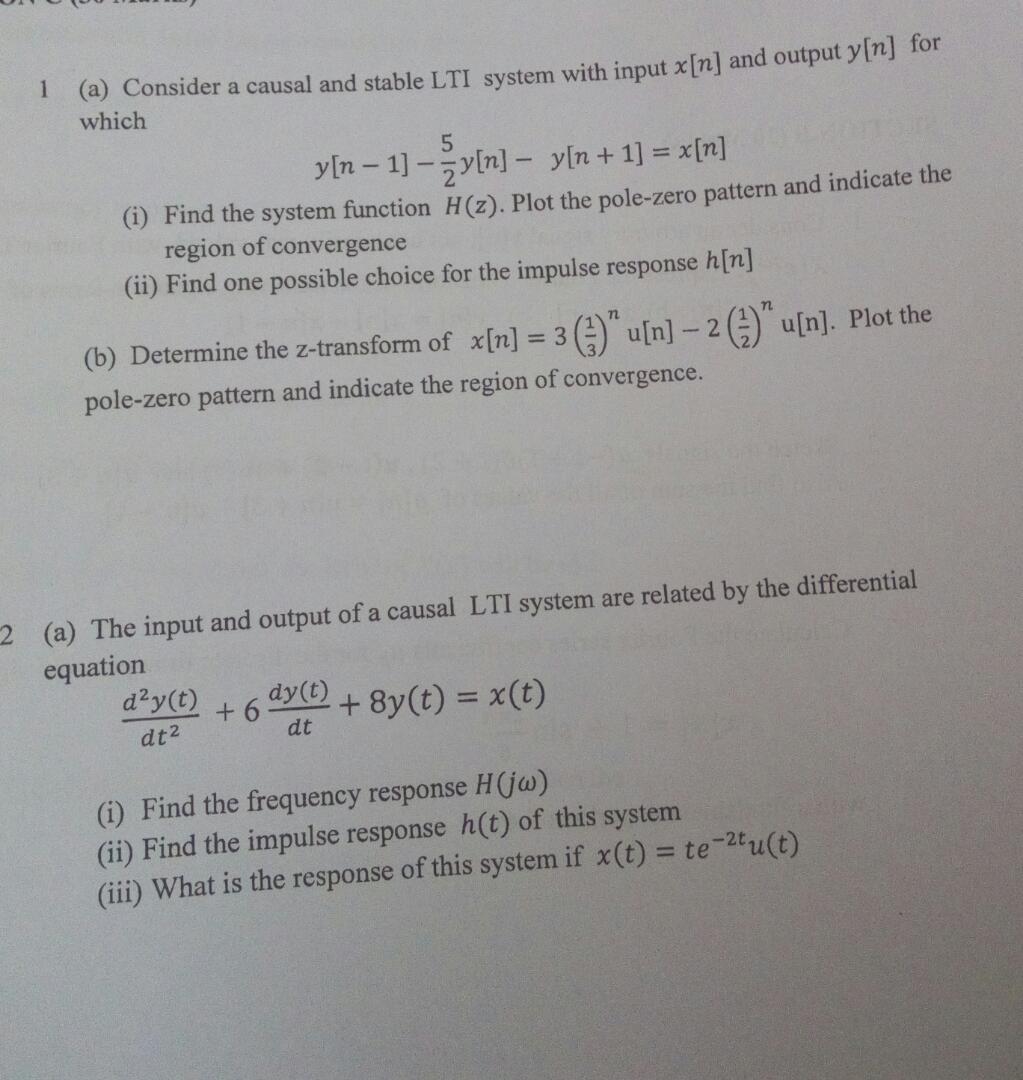 1 (a) Consider a causal and stable LTI system with input x[n] and output y[n] for
which
y[n − 1] − 5/2 y[n] − y[n + 1] = x[n]
(i) Find the system function H(z). Plot the pole-zero pattern and indicate the
region of convergence
(ii) Find one possible choice for the impulse response h[n]
(b) Determine the z-transform of x[n] = 3 (1/3)^n u[n] − 2 (1/2)^n u[n]. Plot the
pole-zero pattern and indicate the region of convergence.
2 (a) The input and output of a causal LTI system are related by the differential
equation
d²y(t)/dt² + 6 dy(t)/dt + 8y(t) = x(t)
(i) Find the frequency response H(jω)
(ii) Find the impulse response h(t) of this system
(iii) What is the response of this system if x(t) = te^−2t u(t)